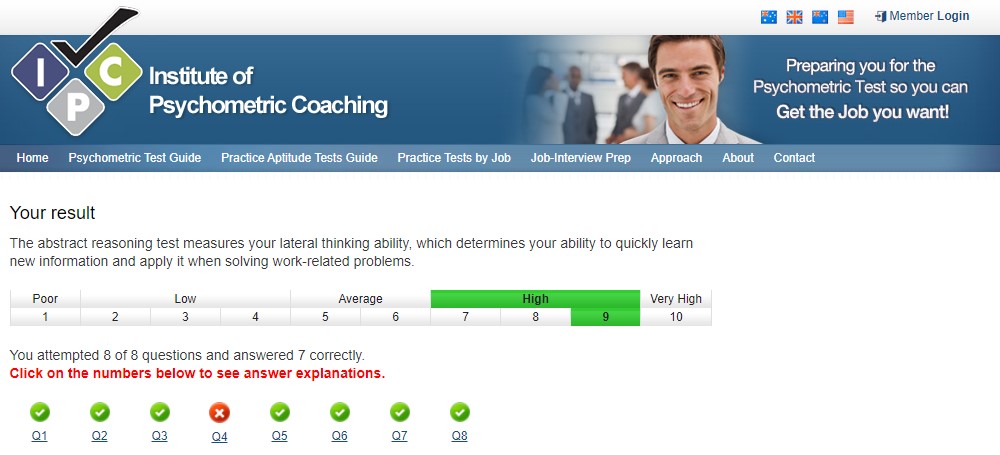 Member Login
I
C
P
Institute of
Psychometric Coaching
Preparing you for the
Psychometric Test so you can
Get the Job you want!
Home Psychometric Test Guide Practice Aptitude Tests Guide Practice Tests by Job Job-Interview Prep Approach About Contact
Your result
The abstract reasoning test measures your lateral thinking ability, which determines your ability to quickly learn
new information and apply it when solving work-related problems.
Poor Low Average High Very High
1 2 3 4 5 6 7 8 9 10
You attempted 8 of 8 questions and answered 7 correctly.
Click on the numbers below to see answer explanations.
Q1 Q2 Q3 Q4 Q5 Q6 Q7 Q8